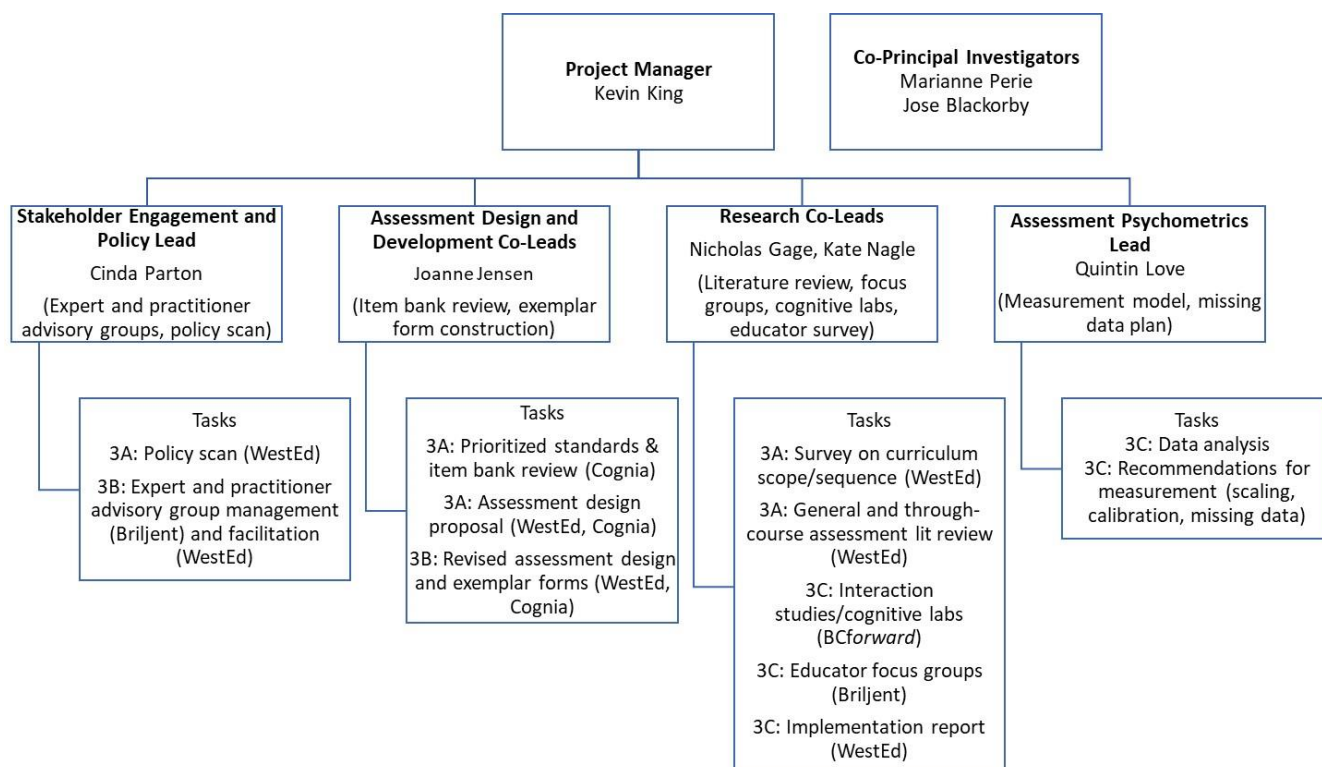 Project Manager
Kevin King
Co-Principal Investigators
Marianne Perie
Jose Blackorby
Stakeholder Engagement and
Policy Lead
Cinda Parton
(Expert and practitioner
advisory groups, policy scan)
Assessment Design and
Development Co-Leads
Joanne Jensen
(Item bank review, exemplar
form construction)
Research Co-Leads
Nicholas Gage, Kate Nagle
(Literature review, focus
groups, cognitive labs,
educator survey)
Assessment Psychometrics
Lead
Quintin Love
(Measurement model, missing
data plan)
Tasks
3A: Policy scan (WestEd)
3B: Expert and practitioner
advisory group management
(Briljent) and facilitation
(WestEd)
Tasks
3A: Prioritized standards &
item bank review (Cognia)
3A: Assessment design
proposal (WestEd, Cognia)
3B: Revised assessment design
and exemplar forms (WestEd,
Cognia)
Tasks
3A: Survey on curriculum
scope/sequence (WestEd)
3A: General and through-
course assessment lit review
(WestEd)
3C: Interaction
studies/cognitive labs
(BCforward)
3C: Educator focus groups
(Briljent)
3C: Implementation report
(WestEd)
Tasks
3C: Data analysis
3C: Recommendations for
measurement (scaling,
calibration, missing data)